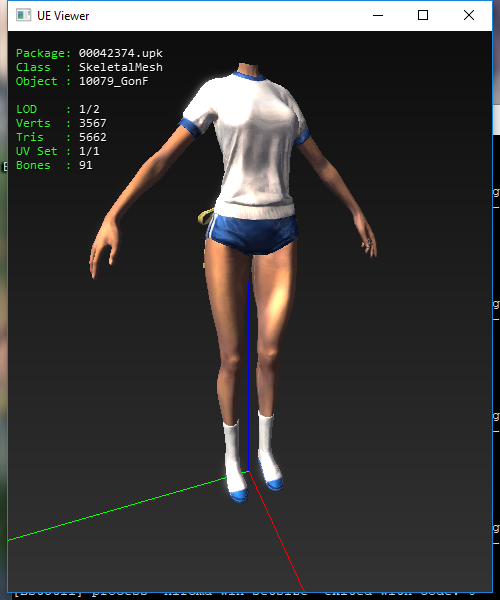 UE Viewer
Package: 00042374.upk
Class : SkeletalMesh
Object : 10079_GonF
LOD : 1/2
Verts : 3567
Tris : 5662
UV Set : 1/1
Bones : 91